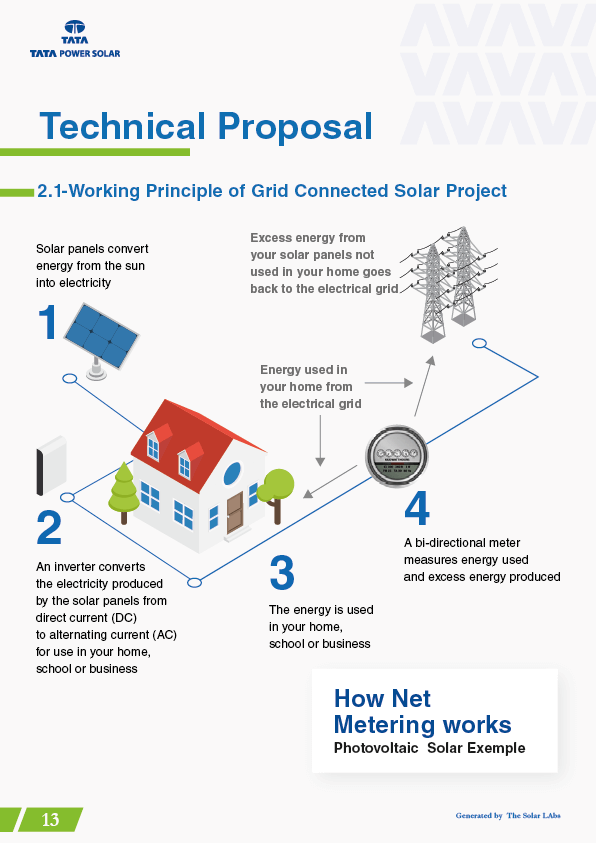 TATA
TATA POWER SOLAR
Technical Proposal
2.1-Working Principle of Grid Connected Solar Project
Solar panels convert
energy from the sun
into electricity
1
Excess energy from
your solar panels not
used in your home goes
back to the electrical grid
Energy used in
your home from
the electrical grid
2
An inverter converts
the electricity produced
by the solar panels from
direct current (DC)
to alternating current (AC)
for use in your home,
school or business
3
The energy is used
in your home,
school or business
4
A bi-directional meter
measures energy used
and excess energy produced
How Net
Metering works
Photovoltaic Solar Exemple
13
Generated by The Solar LAbs